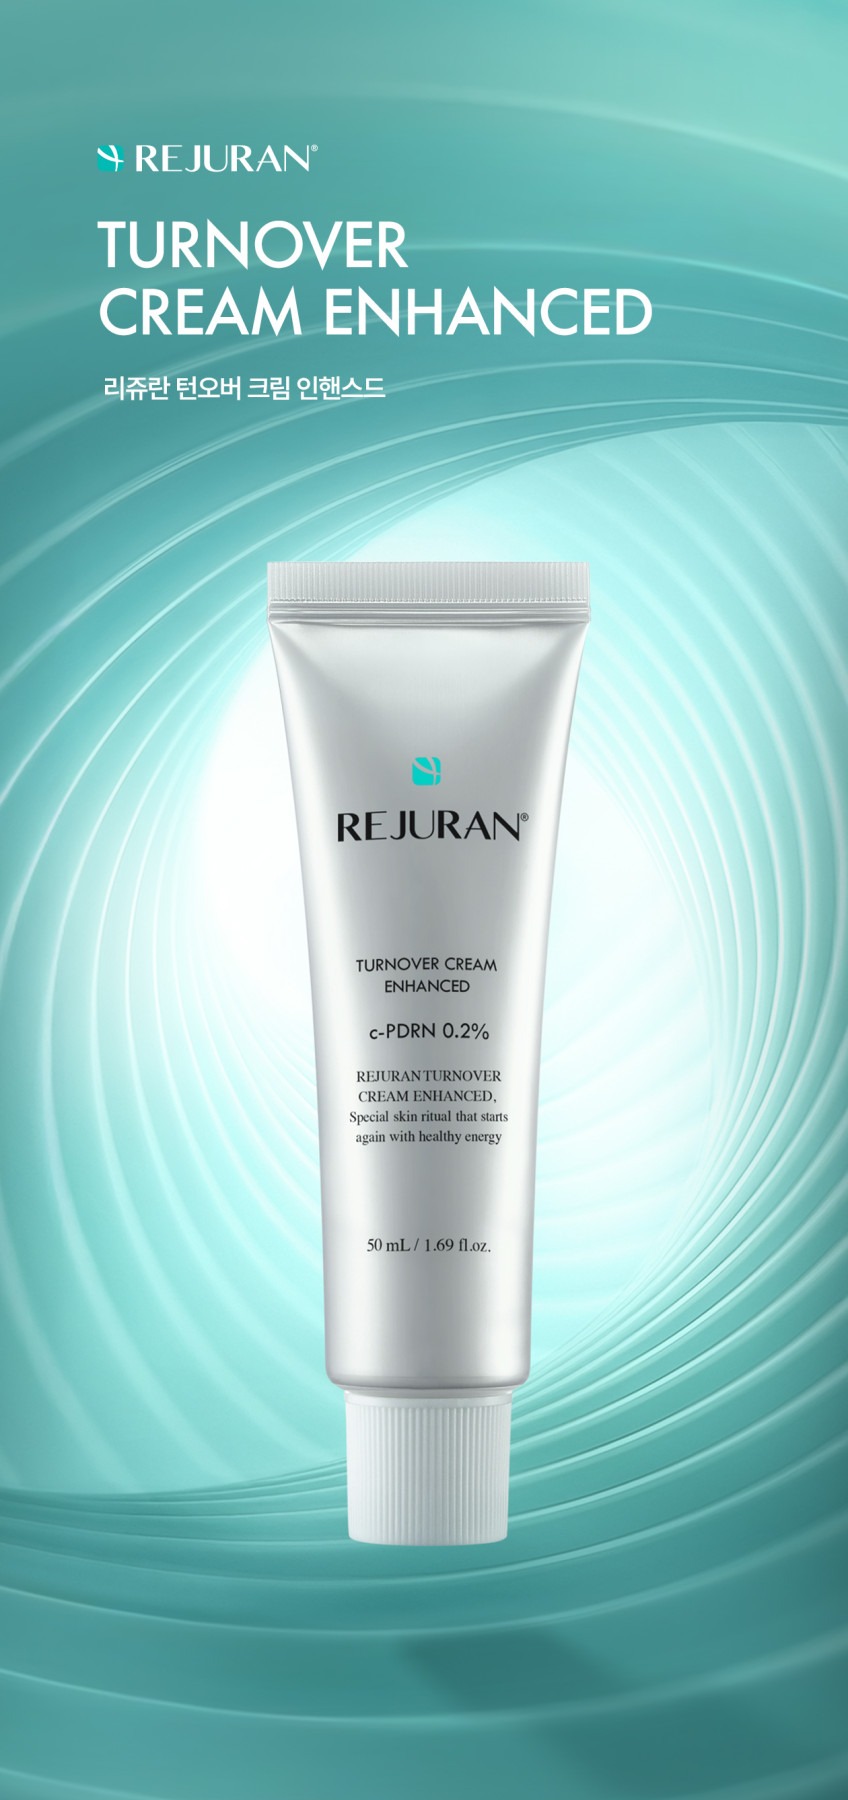 REJURAN®
TURNOVER
CREAM ENHANCED
리쥬란 턴오버 크림 인핸스드
REJURAN®
TURNOVER CREAM
ENHANCED
c-PDRN 0.2%
REJURAN TURNOVER
CREAM ENHANCED,
Special skin ritual that starts
again with healthy energy
50 mL / 1.69 fl.oz.